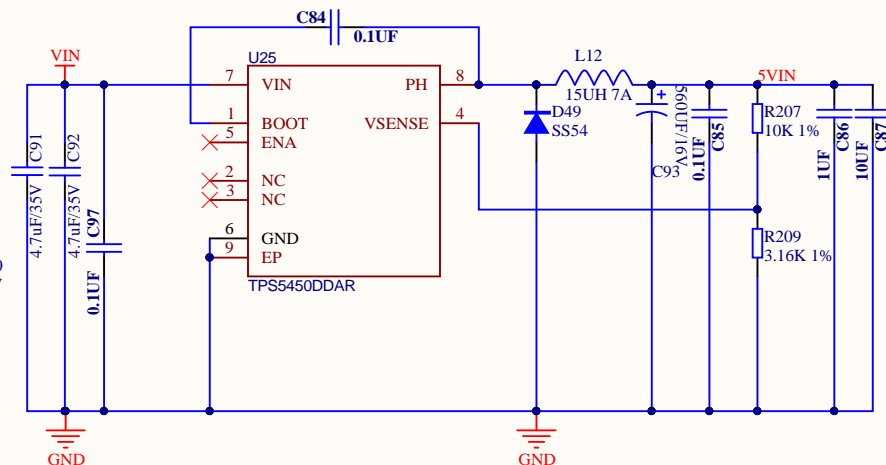 C84
0.1UF
U25
VIN
L12
7
VIN
PH
8
15UH 7A
5VIN
1
BOOT
VSENSE
4
5
ENA
D49
SS54
560UF/16V
C93
0.1UF
C85
R207
10K 1%
1UF
C86
10UF
C87
C91
4.7uF/35V
C92
4.7uF/35V
C97
0.1UF
2
NC
3
NC
6
GND
9
EP
R209
3.16K 1%
TPS5450DDAR
GND
GND